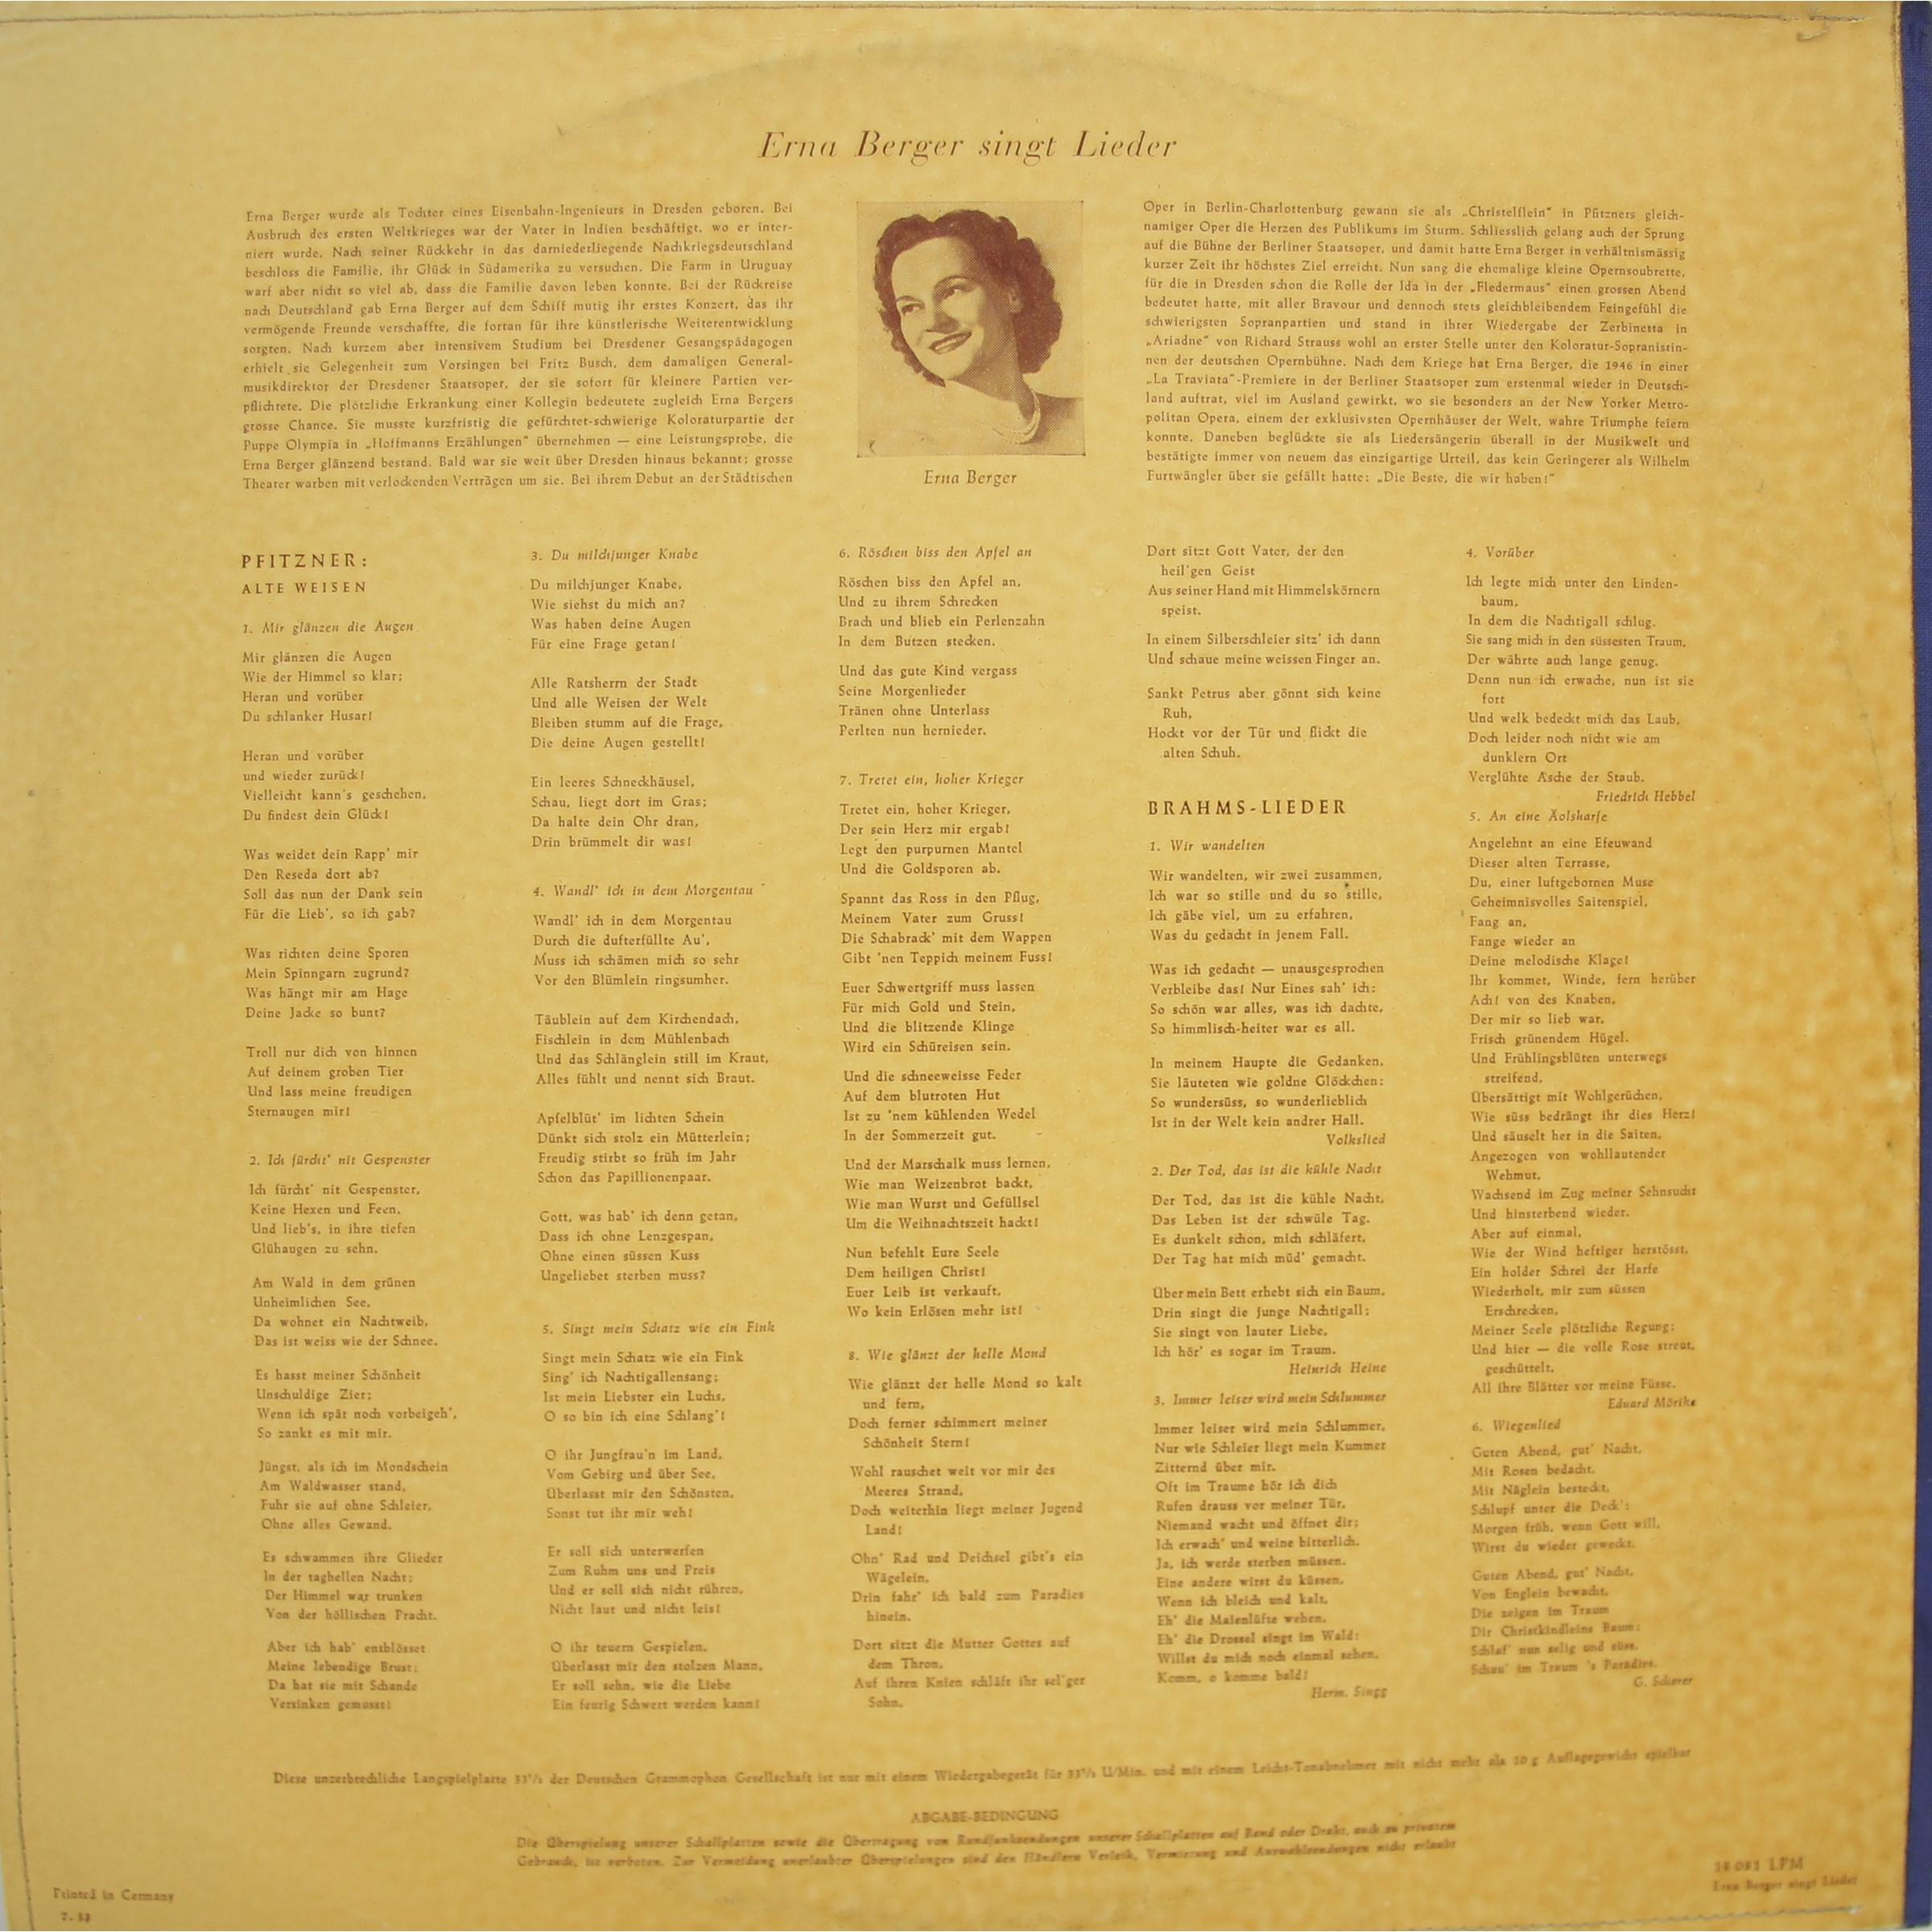 Erna Berger singt Lieder
Erna Berger wurde als Tochter eines Eisenbahn-Ingenieurs in Dresden geboren. Bei
Ausbruch des ersten Weltkrieges war der Vater in Indien beschäftigt, wo er inter-
niert wurde. Nach seiner Rückkehr in das darniederliegende Nachkriegsdeutschland
beschloss die Familie, ihr Glück in Südamerika zu versuchen. Die Farm in Uruguay
warf aber nicht so viel ab, dass die Familie davon leben konnte. Bei der Rückreise
nach Deutschland gab Erna Berger auf dem Schiff mutig ihr erstes Konzert, das ihr
vermögende Freunde verschaffte, die fortan für ihre künstlerische Weiterentwicklung
sorgten. Nach kurzem aber intensivem Studium bei Dresdener Gesangspädagogen
erhielt sie Gelegenheit zum Vorsingen bei Fritz Busch, dem damaligen General-
musikdirektor der Dresdener Staatsoper, der sie sofort für kleinere Partien ver-
pflichtete. Die plötzliche Erkrankung einer Kollegin bedeutete zugleich Erna Bergers
grosse Chance. Sie musste kurzfristig die gefürchtet-schwierige Koloraturpartie der
Puppe Olympia in „Hoffmanns Erzählungen" übernehmen — eine Leistungsprobe, die
Erna Berger glänzend bestand. Bald war sie weit über Dresden hinaus bekannt; grosse
Theater warben mit verlockenden Verträgen um sie. Bei ihrem Debut an der Städtischen
Erna Berger
Oper in Berlin-Charlottenburg gewann sie als „Christelflein" in Pfitzners gleich-
namiger Oper die Herzen des Publikums im Sturm. Schliesslich gelang auch der Sprung
auf die Bühne der Berliner Staatsoper, und damit hatte Erna Berger in verhältnismässig
kurzer Zeit ihr höchstes Ziel erreicht. Nun sang die ehemalige kleine Opernsoubrette,
für die in Dresden schon die Rolle der Ida in der „Fledermaus" einen grossen Abend
bedeutet hatte, mit aller Bravour und dennoch stets gleichbleibendem Feingefühl die
schwierigsten Sopranpartien und stand in ihrer Wiedergabe der Zerbinetta in
„Ariadne" von Richard Strauss wohl an erster Stelle unter den Koloratur-Sopranistin-
nen der deutschen Opernbühne. Nach dem Kriege hat Erna Berger, die 1946 in einer
„La Traviata"-Premiere in der Berliner Staatsoper zum erstenmal wieder in Deutsch-
land auftrat, viel im Ausland gewirkt, wo sie besonders an der New Yorker Metro-
politan Opera, einem der exklusivsten Opernhäuser der Welt, wahre Triumphe feiern
konnte. Daneben beglückte sie als Liedersängerin überall in der Musikwelt und
bestätigte immer von neuem das einzigartige Urteil, das kein Geringerer als Wilhelm
Furtwängler über sie gefällt hatte: „Die Beste, die wir haben!"
PFITZNER:
ALTE WEISEN
1. Mir glänzen die Augen
Mir glänzen die Augen
Wie der Himmel so klar;
Heran und vorüber
Du schlanker Husar!
Heran und vorüber
und wieder zurück!
Vielleicht kann's geschehen,
Du findest dein Glück!
Was weidet dein Rapp' mir
Den Reseda dort ab?
Soll das nun der Dank sein
Für die Lieb', so ich gab?
Was richten deine Sporen
Mein Spinngarn zugrund?
Was hängt mir am Hage
Deine Jacke so bunt?
Troll nur dich von hinnen
Auf deinem groben Tier
Und lass meine freudigen
Sternaugen mir!
2. Ich fürcht' nit Gespenster
Ich fürcht' nit Gespenster,
Keine Hexen und Feen,
Und lieb's, in ihre tiefen
Glühaugen zu sehn.
Am Wald in dem grünen
Unheimlichen See,
Da wohnet ein Nachtweib,
Das ist weiss wie der Schnee.
Es hasst meiner Schönheit
Unschuldige Zier;
Wenn ich spät noch vorbeigeh',
So zankt es mit mir.
Jüngst, als ich im Mondschein
Am Waldwasser stand,
Fuhr sie auf ohne Schleier,
Ohne alles Gewand.
Es schwammen ihre Glieder
In der taghellen Nacht;
Der Himmel war trunken
Von der höllischen Pracht.
Aber ich hab' entblösset
Meine lebendige Brust;
Da hat sie mit Schande
Versinken gemusst!
3. Du milchjunger Knabe
Du milchjunger Knabe,
Wie siehst du mich an?
Was haben deine Augen
Für eine Frage getan!
Alle Ratsherrn der Stadt
Und alle Weisen der Welt
Bleiben stumm auf die Frage,
Die deine Augen gestellt!
Ein leeres Schneckhäusel,
Schau, liegt dort im Gras;
Da halte dein Ohr dran,
Drin brümmelt dir was!
4. Wandl' ich in dem Morgentau
Wandl' ich in dem Morgentau
Durch die dufterfüllte Au',
Muss ich schämen mich so sehr
Vor den Blümlein ringsumher.
Täublein auf dem Kirchendach,
Fischlein in dem Mühlenbach
Und das Schlänglein still im Kraut,
Alles fühlt und nennt sich Braut.
Apfelblüt' im lichten Schein
Dünkt sich stolz ein Mütterlein;
Freudig stirbt so früh im Jahr
Schon das Papillionenpaar.
Gott, was hab' ich denn getan,
Dass ich ohne Lenzgespan,
Ohne einen süssen Kuss
Ungeliebet sterben muss?
5. Singt mein Schatz wie ein Fink
Singt mein Schatz wie ein Fink
Sing' ich Nachtigallensang;
Ist mein Liebster ein Luchs,
O so bin ich eine Schlang'!
O ihr Jungfrau'n im Land,
Vom Gebirg und über See,
Überlasst mir den Schönsten,
Sonst tut ihr mir weh!
Er soll sich unterwerfen
Zum Ruhm uns und Preis
Und er soll sich nicht rühren,
Nicht laut und nicht leis!
O ihr teuern Gespielen,
Überlasst mir den stolzen Mann,
Er soll sehn, wie die Liebe
Ein feurig Schwert werden kann!
6. Röschen biss den Apfel an
Röschen biss den Apfel an,
Und zu ihrem Schrecken
Brach und blieb ein Perlenzahn
In dem Butzen stecken.
Und das gute Kind vergass
Seine Morgenlieder
Tränen ohne Unterlass
Perlten nun hernieder.
7. Tretet ein, hoher Krieger
Tretet ein, hoher Krieger,
Der sein Herz mir ergab!
Legt den purpurnen Mantel
Und die Goldsporen ab.
Spannt das Ross in den Pflug,
Meinem Vater zum Gruss!
Die Schabrack' mit dem Wappen
Gibt 'nen Teppich meinem Fuss!
Euer Schwertgriff muss lassen
Für mich Gold und Stein,
Und die blitzende Klinge
Wird ein Schüreisen sein.
Und die schneeweisse Feder
Auf dem blutroten Hut
Ist zu 'nem kühlenden Wedel
In der Sommerzeit gut.
Und der Marschalk muss lernen,
Wie man Weizenbrot backt,
Wie man Wurst und Gefüllsel
Um die Weihnachtszeit hackt!
Nun befehlt Eure Seele
Dem heiligen Christ!
Euer Leib ist verkauft,
Wo kein Erlösen mehr ist!
8. Wie glänzt der helle Mond
Wie glänzt der helle Mond so kalt
und fern,
Doch ferner schimmert meiner
Schönheit Stern!
Wohl rauschet weit vor mir des
Meeres Strand,
Doch weiterhin liegt meiner Jugend
Land!
Ohn' Rad und Deichsel gibt's ein
Wägelein,
Drin fahr' ich bald zum Paradies
hinein.
Dort sitzt die Mutter Gottes auf
dem Thron,
Auf ihren Knien schläft ihr sel'ger
Sohn.
Dort sitzt Gott Vater, der den
heil'gen Geist
Aus seiner Hand mit Himmelskörnern
speist.
In einem Silberschleier sitz' ich dann
Und schaue meine weissen Finger an.
Sankt Petrus aber gönnt sich keine
Ruh,
Hockt vor der Tür und flickt die
alten Schuh.
BRAHMS-LIEDER
1. Wir wandelten
Wir wandelten, wir zwei zusammen,
Ich war so stille und du so stille,
Ich gäbe viel, um zu erfahren,
Was du gedacht in jenem Fall.
Was ich gedacht — unausgesprochen
Verbleibe das! Nur Eines sah' ich:
So schön war alles, was ich dachte,
So himmlisch-heiter war es all.
In meinem Haupte die Gedanken,
Sie läuteten wie goldne Glöckchen:
So wundersüss, so wunderlieblich
Ist in der Welt kein andrer Hall.
Volkslied
2. Der Tod, das ist die kühle Nacht
Der Tod, das ist die kühle Nacht,
Das Leben ist der schwüle Tag.
Es dunkelt schon, mich schläfert,
Der Tag hat mich müd' gemacht.
Über mein Bett erhebt sich ein Baum,
Drin singt die junge Nachtigall;
Sie singt von lauter Liebe,
Ich hör' es sogar im Traum.
Heinrich Heine
3. Immer leiser wird mein Schlummer
Immer leiser wird mein Schlummer,
Nur wie Schleier liegt mein Kummer
Zitternd über mir.
Oft im Traume hör ich dich
Rufen drauss vor meiner Tür,
Niemand wacht und öffnet dir;
Ich erwach' und weine bitterlich.
Ja, ich werde sterben müssen,
Eine andere wirst du küssen,
Wenn ich bleich und kalt,
Eh' die Maienlüfte wehen,
Eh' die Drossel singt im Wald:
Willst du mich noch einmal sehen,
Komm, o komme bald!
Herm. Singg
4. Vorüber
Ich legte mich unter den Linden-
baum,
In dem die Nachtigall schlug.
Sie sang mich in den süssesten Traum,
Der währte auch lange genug.
Denn nun ich erwache, nun ist sie
fort
Und welk bedeckt mich das Laub,
Doch leider noch nicht wie am
dunklern Ort
Verglühte Asche der Staub.
Friedrich Hebbel
5. An eine Äolsharfe
Angelehnt an eine Efeuwand
Dieser alten Terrasse,
Du, einer luftgebornen Muse
Geheimnisvolles Saitenspiel,
Fang an,
Fange wieder an
Deine melodische Klage!
Ihr kommet, Winde, fern herüber
Ach! von des Knaben,
Der mir so lieb war,
Frisch grünendem Hügel.
Und Frühlingsblüten unterwegs
streifend,
Übersättigt mit Wohlgerüchen,
Wie süss bedrängt ihr dies Herz!
Und säuselt her in die Saiten,
Angezogen von wohllautender
Wehmut,
Wachsend im Zug meiner Sehnsucht
Und hinsterbend wieder.
Aber auf einmal,
Wie der Wind heftiger herstösst,
Ein holder Schrei der Harfe
Wiederholt, mir zum süssen
Erschrecken,
Meiner Seele plötzliche Regung;
Und hier — die volle Rose streut,
geschüttelt,
All ihre Blätter vor meine Füsse.
Eduard Mörike
6. Wiegenlied
Guten Abend, gut' Nacht,
Mit Rosen bedacht,
Mit Näglein besteckt,
Schlupf unter die Deck';
Morgen früh, wenn Gott will,
Wirst du wieder geweckt.
Guten Abend, gut' Nacht,
Von Englein bewacht,
Die zeigen im Traum
Dir Christkindleins Baum;
Schlaf' nun selig und süss,
Schau' im Traum 's Paradies.
G. Scherer
Diese unzerbrechliche Langspielplatte 33⅓ der Deutschen Grammophon Gesellschaft ist nur mit einem Wiedergabegerät für 33⅓ U/Min. und mit einem Leicht-Tonabnehmer mit nicht mehr als 10 g Auflagegewicht spielbar
ABGABE-BEDINGUNG
Die Überspielung unserer Schallplatten sowie die Übertragung von Rundfunksendungen unserer Schallplatten auf Band oder Draht, auch zu privatem
Gebrauch, ist verboten. Zur Vermeidung unerlaubter Überspielungen sind den Händlern Verleih, Vermietung und Auswahlsendungen nicht erlaubt
Printed in Germany
7. 53
LPM
Erna Berger singt Lieder